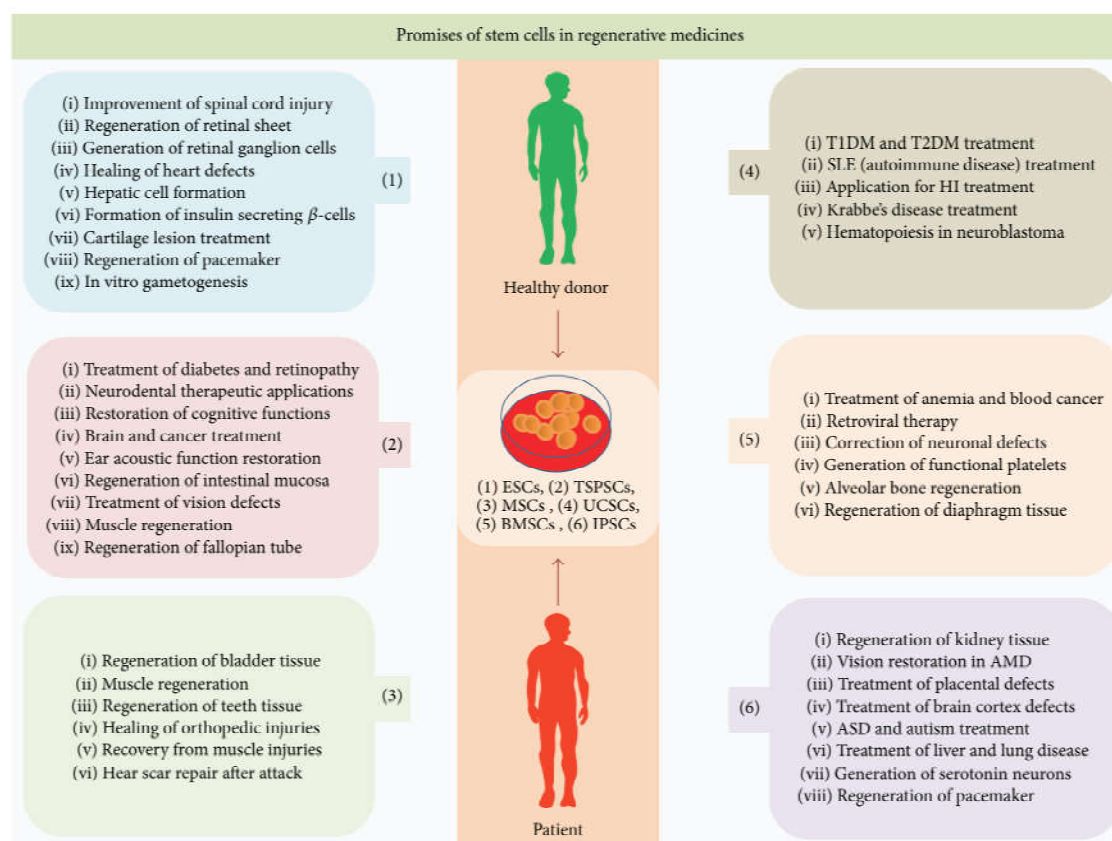 Promises of stem cells in regenerative medicines
(i) Improvement of spinal cord injury
(ii) Regeneration of retinal sheet
(iii) Generation of retinal ganglion cells
(iv) Healing of heart defects
(v) Hepatic cell formation
(vi) Formation of insulin secreting β-cells
(vii) Cartilage lesion treatment
(viii) Regeneration of pacemaker
(ix) In vitro gametogenesis
(1)
(i) Treatment of diabetes and retinopathy
(ii) Neurodental therapeutic applications
(iii) Restoration of cognitive functions
(iv) Brain and cancer treatment
(v) Ear acoustic function restoration
(vi) Regeneration of intestinal mucosa
(vii) Treatment of vision defects
(viii) Muscle regeneration
(ix) Regeneration of fallopian tube
(2)
(i) Regeneration of bladder tissue
(ii) Muscle regeneration
(iii) Regeneration of teeth tissue
(iv) Healing of orthopedic injuries
(v) Recovery from muscle injuries
(vi) Hear scar repair after attack
(3)
Healthy donor
(1) ESCs, (2) TSPSCs,
(3) MSCs , (4) UCSCs,
(5) BMSCs , (6) IPSCs
Patient
(4)
(i) T1DM and T2DM treatment
(ii) SLE (autoimmune disease) treatment
(iii) Application for HI treatment
(iv) Krabbe's disease treatment
(v) Hematopoiesis in neuroblastoma
(5)
(i) Treatment of anemia and blood cancer
(ii) Retroviral therapy
(iii) Correction of neuronal defects
(iv) Generation of functional platelets
(v) Alveolar bone regeneration
(vi) Regeneration of diaphragm tissue
(6)
(i) Regeneration of kidney tissue
(ii) Vision restoration in AMD
(iii) Treatment of placental defects
(iv) Treatment of brain cortex defects
(v) ASD and autism treatment
(vi) Treatment of liver and lung disease
(vii) Generation of serotonin neurons
(viii) Regeneration of pacemaker